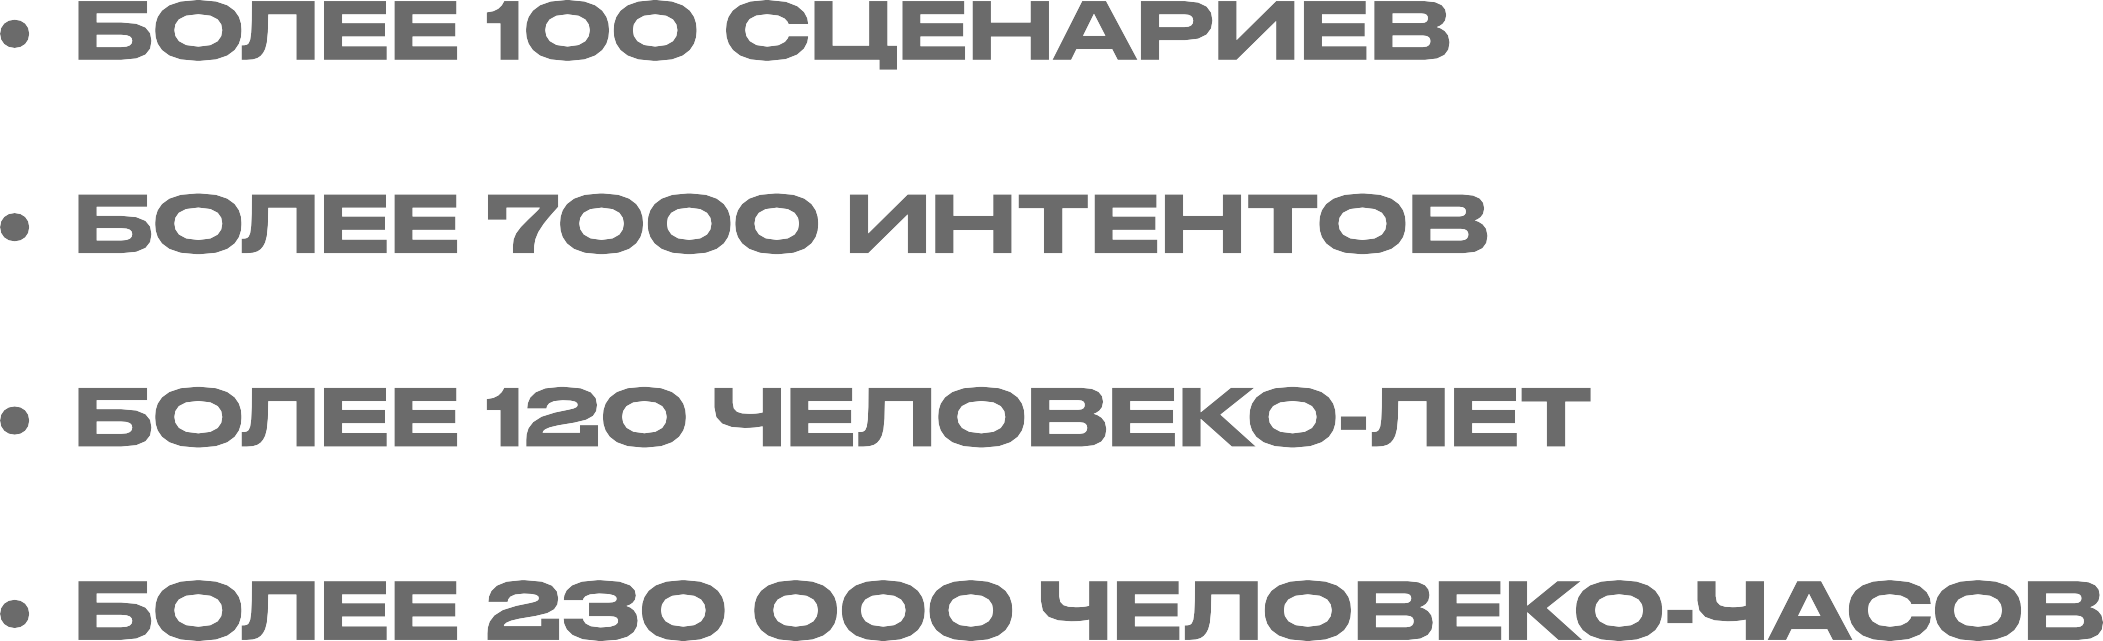 • БОЛЕЕ 100 СЦЕНАРИЕВ
• БОЛЕЕ 7000 ИНТЕНТОВ
• БОЛЕЕ 120 ЧЕЛОВЕКО-ЛЕТ
• БОЛЕЕ 230 000 ЧЕЛОВЕКО-ЧАСОВ